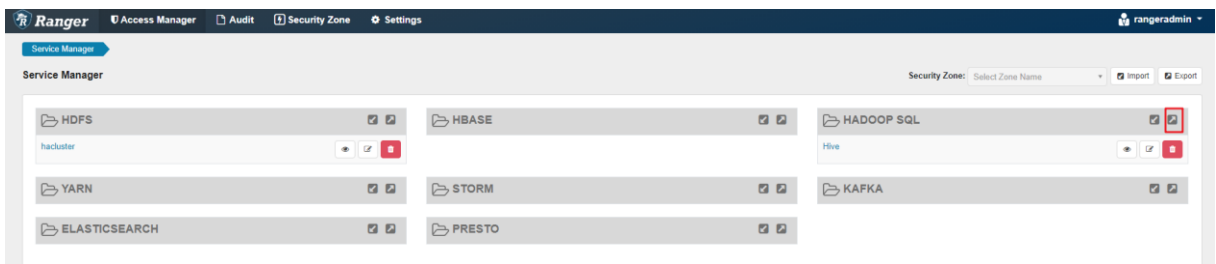 Ranger Access Manager Audit Security Zone Settings rangeradmin
Service Manager
Service Manager Security Zone: Select Zone Name Import Export
HDFS HBASE HADOOP SQL
hacluster Hive
YARN STORM KAFKA
ELASTICSEARCH PRESTO